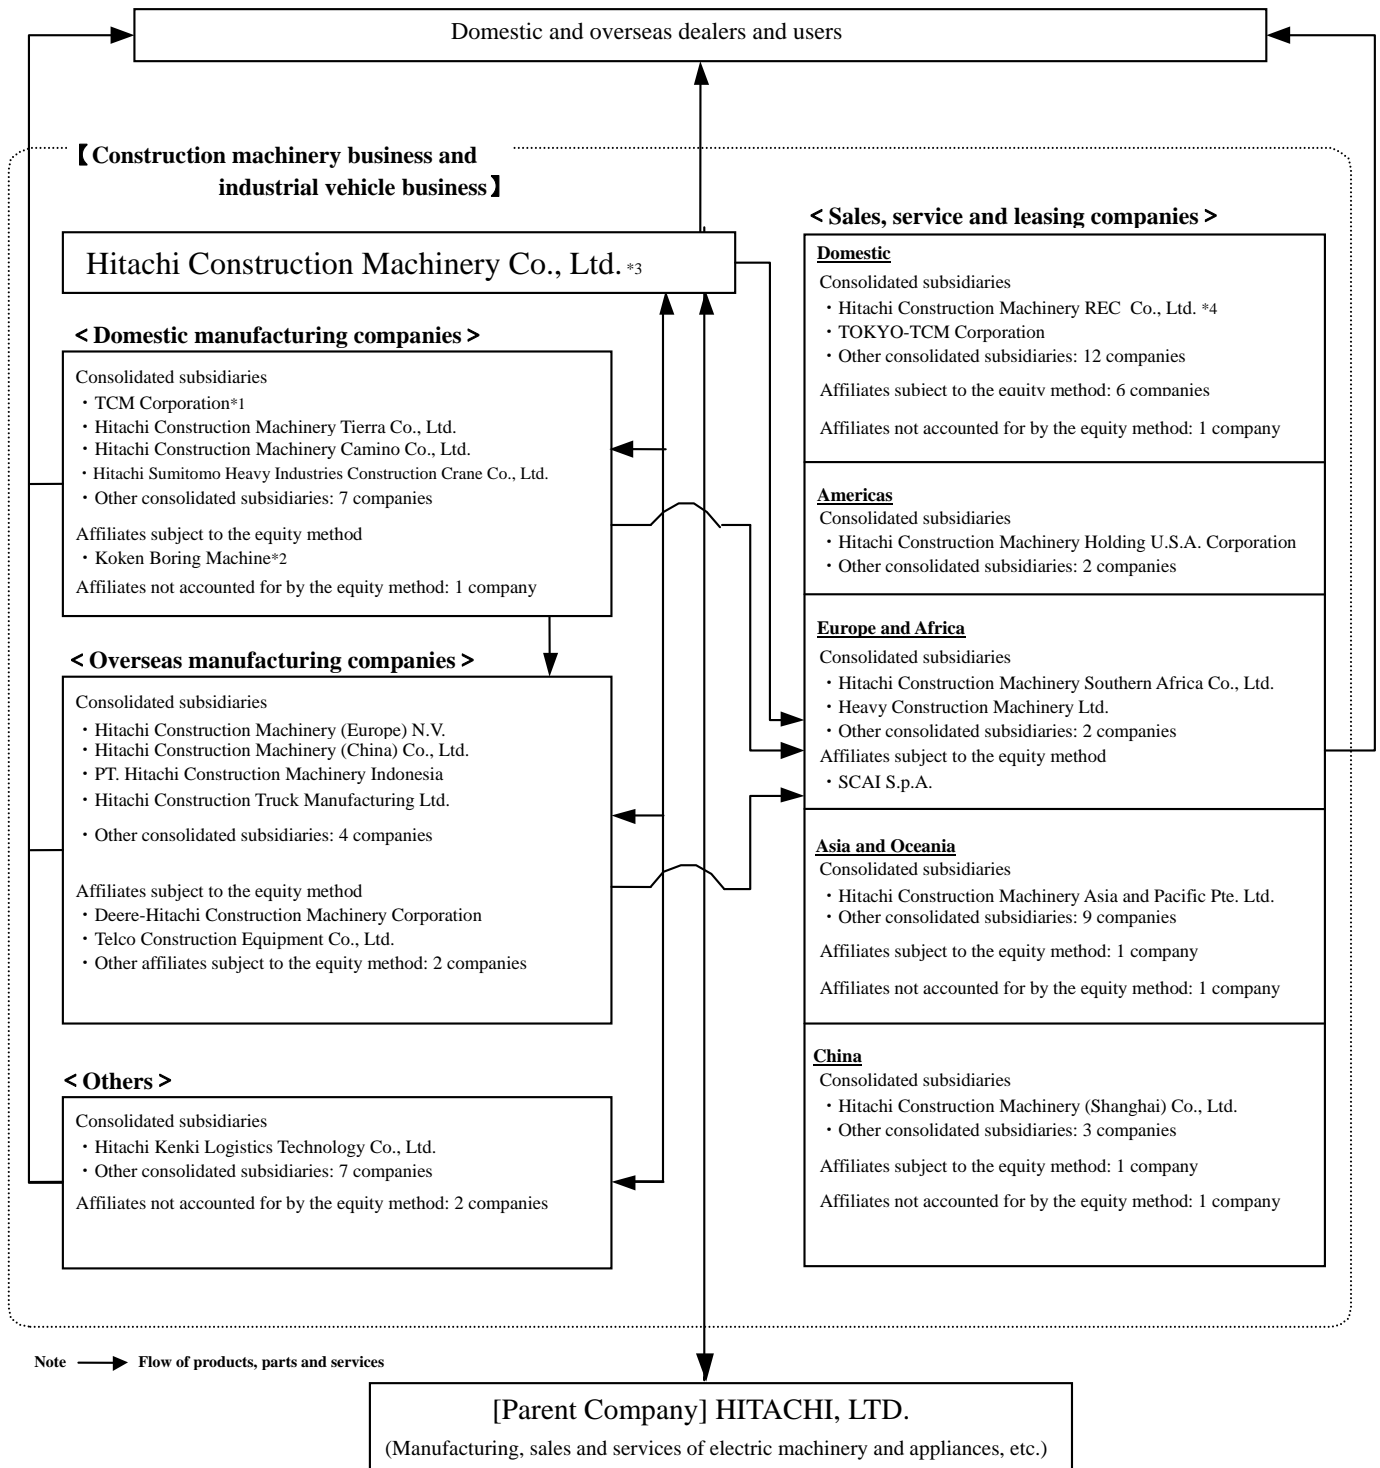 Domestic and overseas dealers and users
【Construction machinery business and
industrial vehicle business】
Hitachi Construction Machinery Co., Ltd. *3
< Domestic manufacturing companies >
Consolidated subsidiaries
・TCM Corporation*1
・Hitachi Construction Machinery Tierra Co., Ltd.
・Hitachi Construction Machinery Camino Co., Ltd.
・Hitachi Sumitomo Heavy Industries Construction Crane Co., Ltd.
・Other consolidated subsidiaries: 7 companies
Affiliates subject to the equity method
・Koken Boring Machine*2
Affiliates not accounted for by the equity method: 1 company
< Overseas manufacturing companies >
Consolidated subsidiaries
・Hitachi Construction Machinery (Europe) N.V.
・Hitachi Construction Machinery (China) Co., Ltd.
・PT. Hitachi Construction Machinery Indonesia
・Hitachi Construction Truck Manufacturing Ltd.
・Other consolidated subsidiaries: 4 companies
Affiliates subject to the equity method
・Deere-Hitachi Construction Machinery Corporation
・Telco Construction Equipment Co., Ltd.
・Other affiliates subject to the equity method: 2 companies
< Others >
Consolidated subsidiaries
・Hitachi Kenki Logistics Technology Co., Ltd.
・Other consolidated subsidiaries: 7 companies
Affiliates not accounted for by the equity method: 2 companies
< Sales, service and leasing companies >
Domestic
Consolidated subsidiaries
・Hitachi Construction Machinery REC Co., Ltd. *4
・TOKYO-TCM Corporation
・Other consolidated subsidiaries: 12 companies
Affiliates subject to the equity method: 6 companies
Affiliates not accounted for by the equity method: 1 company
Americas
Consolidated subsidiaries
・Hitachi Construction Machinery Holding U.S.A. Corporation
・Other consolidated subsidiaries: 2 companies
Europe and Africa
Consolidated subsidiaries
・Hitachi Construction Machinery Southern Africa Co., Ltd.
・Heavy Construction Machinery Ltd.
・Other consolidated subsidiaries: 2 companies
Affiliates subject to the equity method
・SCAI S.p.A.
Asia and Oceania
Consolidated subsidiaries
・Hitachi Construction Machinery Asia and Pacific Pte. Ltd.
・Other consolidated subsidiaries: 9 companies
Affiliates subject to the equity method: 1 company
Affiliates not accounted for by the equity method: 1 company
China
Consolidated subsidiaries
・Hitachi Construction Machinery (Shanghai) Co., Ltd.
・Other consolidated subsidiaries: 3 companies
Affiliates subject to the equity method: 1 company
Affiliates not accounted for by the equity method: 1 company
Note Flow of products, parts and services
[Parent Company] HITACHI, LTD.
(Manufacturing, sales and services of electric machinery and appliances, etc.)